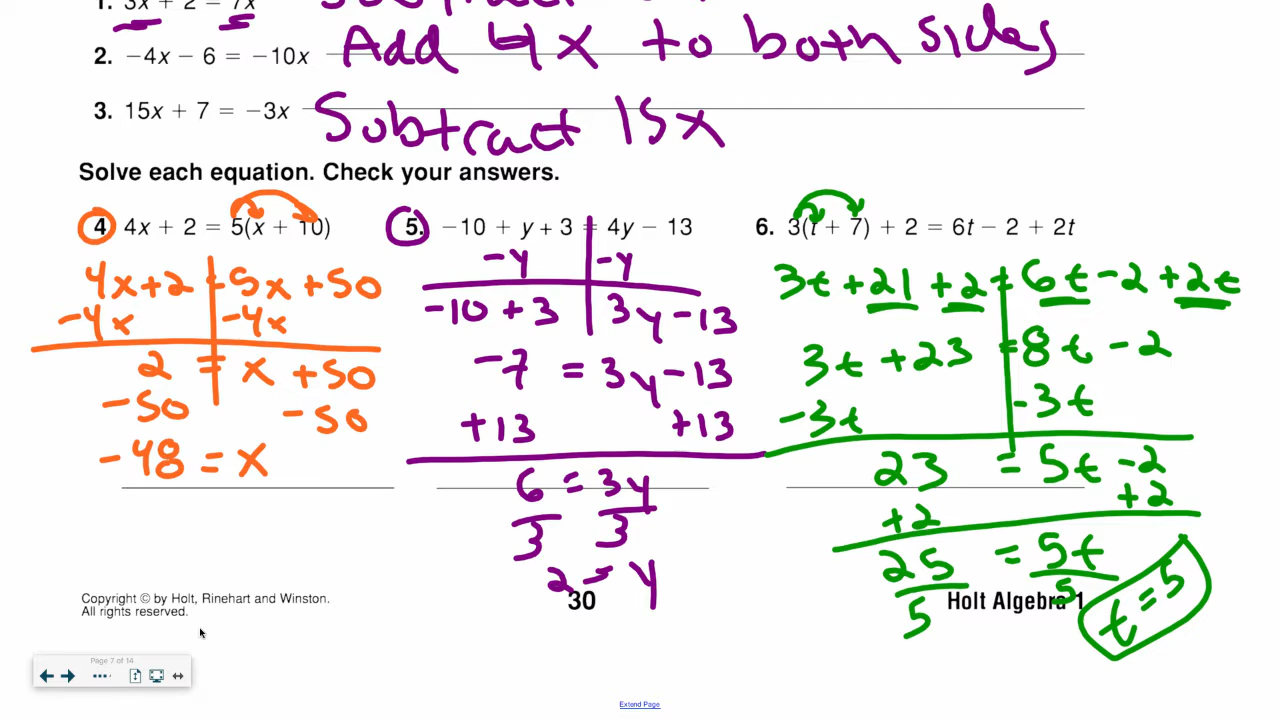 1. 3x + 2 = 7x Subtract
2. −4x − 6 = −10x Add 4x to both sides
3. 15x + 7 = −3x Subtract 15x
Solve each equation. Check your answers.
4 4x + 2 = 5(x + 10) 5. −10 + y + 3 = 4y − 13 6. 3(t + 7) + 2 = 6t − 2 + 2t
4x+2 = 5x +50
−4x −4x
2 = x +50
−50 −50
−48 = x
−y −y
−10 +3 3y −13
−7 = 3y −13
+13 +13
6 = 3y
3 3
2 = y
3t +21 +2 = 6t −2 +2t
3t +23 = 8t −2
−3t −3t
23 = 5t −2
+2 +2
25 = 5t
5 5
t = 5
Copyright © by Holt, Rinehart and Winston.
All rights reserved.
30
Holt Algebra 1
Page 7 of 14
Extend Page